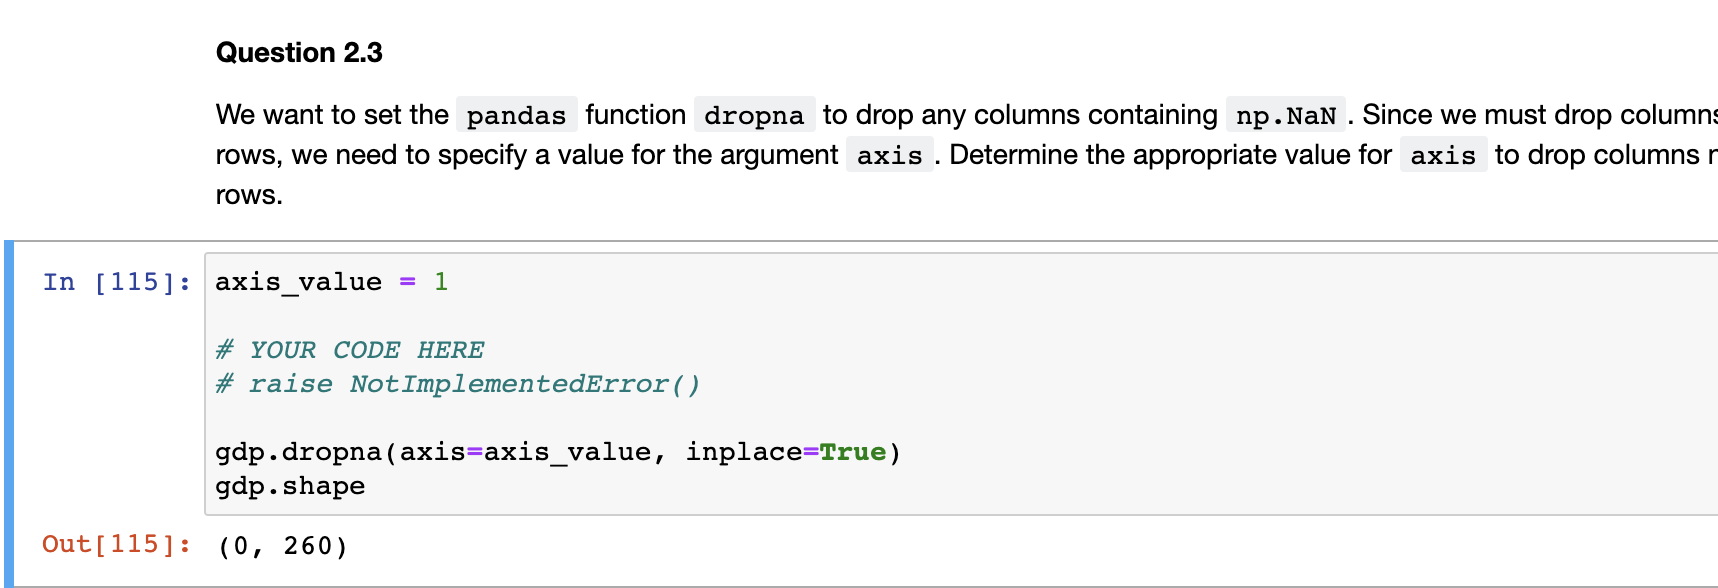 Question 2.3
We want to set the pandas function dropna to drop any columns containing np.NaN. Since we must drop columns
rows, we need to specify a value for the argument axis. Determine the appropriate value for axis to drop columns
rows.
In [115]: axis_value = 1
# YOUR CODE HERE
# raise NotImplementedError()
gdp.dropna(axis=axis_value, inplace=True)
gdp.shape
Out[115]: (0, 260)